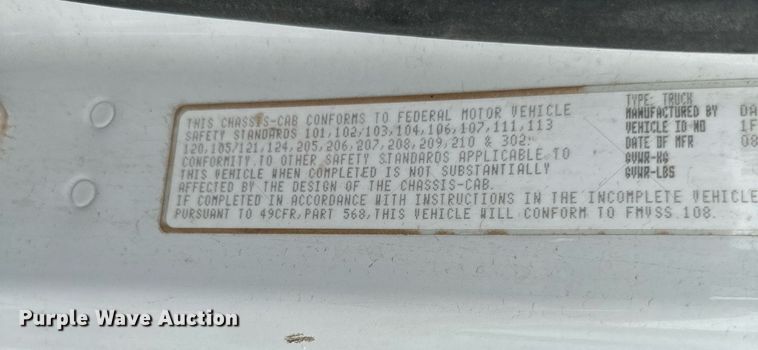 THIS CHASSIS-CAB CONFORMS TO FEDERAL MOTOR VEHICLE
SAFETY STANDARDS 101,102,103,104,106,107,111,113
120,105/121,124,205,206,207,208,209,210 & 302.
CONFORMITY TO OTHER SAFETY STANDARDS APPLICABLE TO
THIS VEHICLE WHEN COMPLETED IS NOT SUBSTANTIALLY
AFFECTED BY THE DESIGN OF THE CHASSIS-CAB.
IF COMPLETED IN ACCORDANCE WITH INSTRUCTIONS IN THE INCOMPLETE VEHICLE
PURSUANT TO 49CFR,PART 568,THIS VEHICLE WILL CONFORM TO FMVSS 108.
TYPE: TRUCK
MANUFACTURED BY DA
VEHICLE ID NO 1F
DATE OF MFR 08
GVWR-KG
GVWR-LBS
Purple Wave Auction